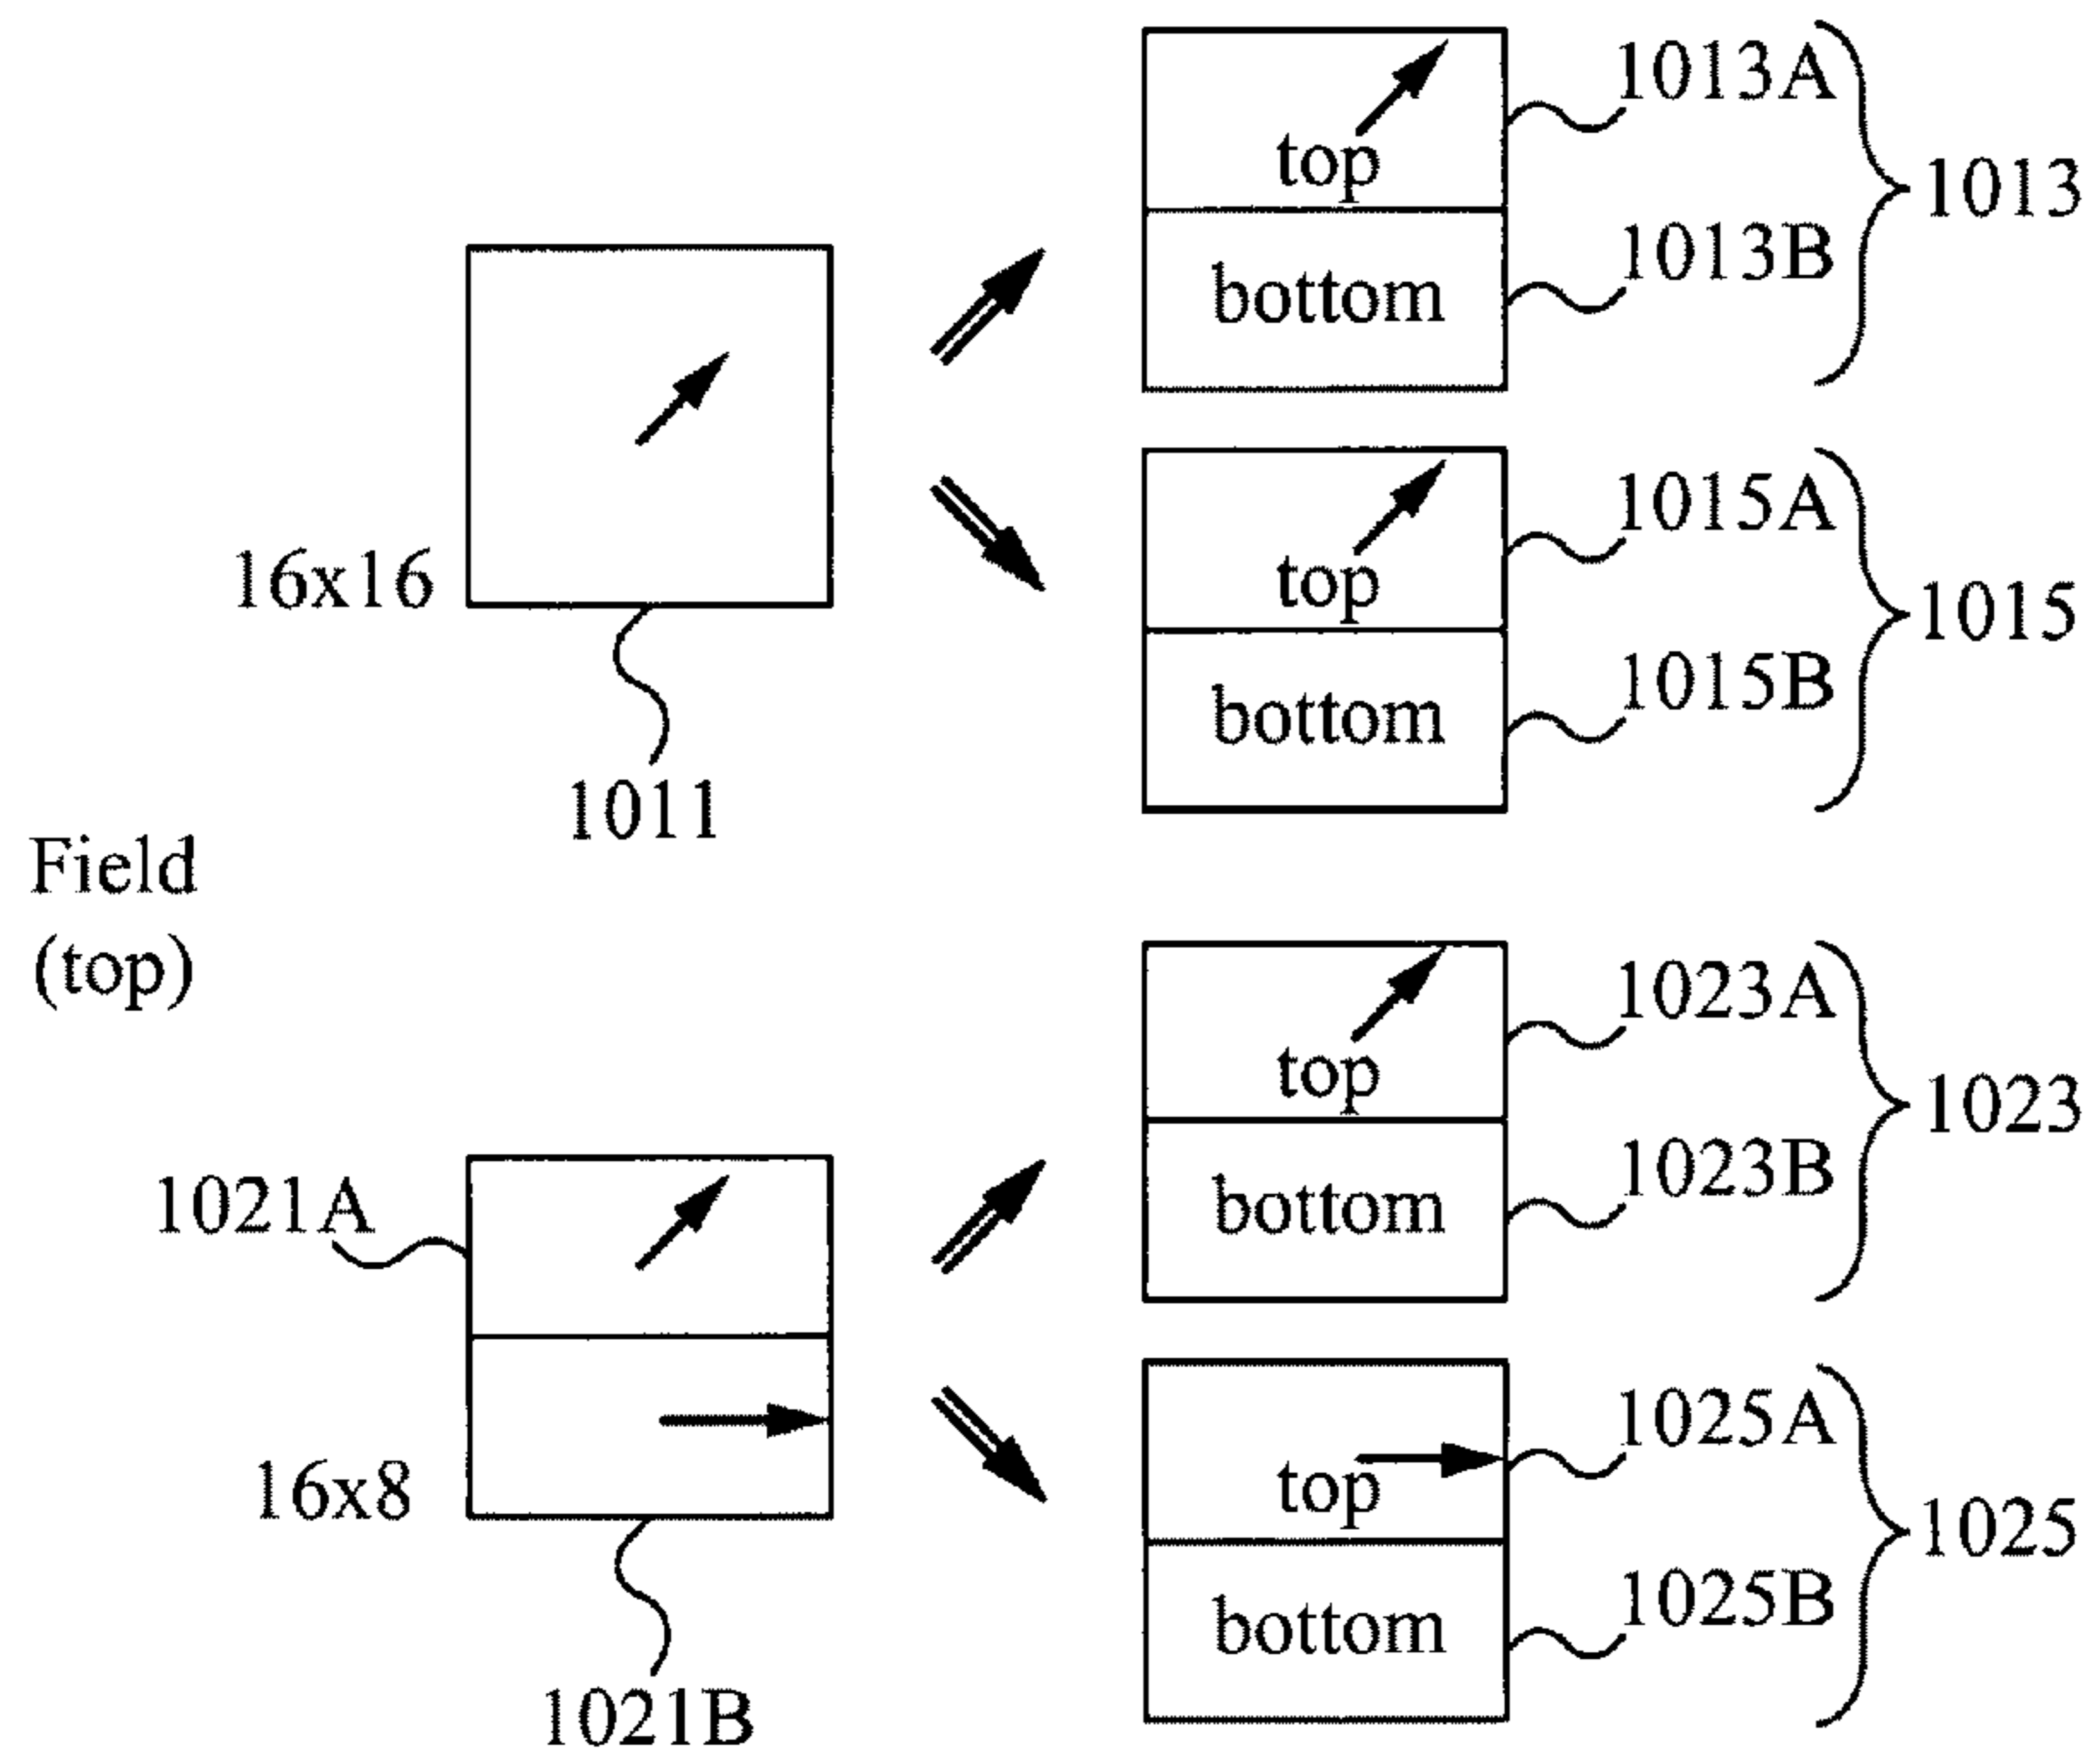 1013A
top
1013
1013B
bottom
1015A
16x16
top
1015
1015B
bottom
1011
Field
(top)
1023A
top
1023
1023B
1021A
bottom
1025A
16x8
top
1025
1025B
bottom
1021B